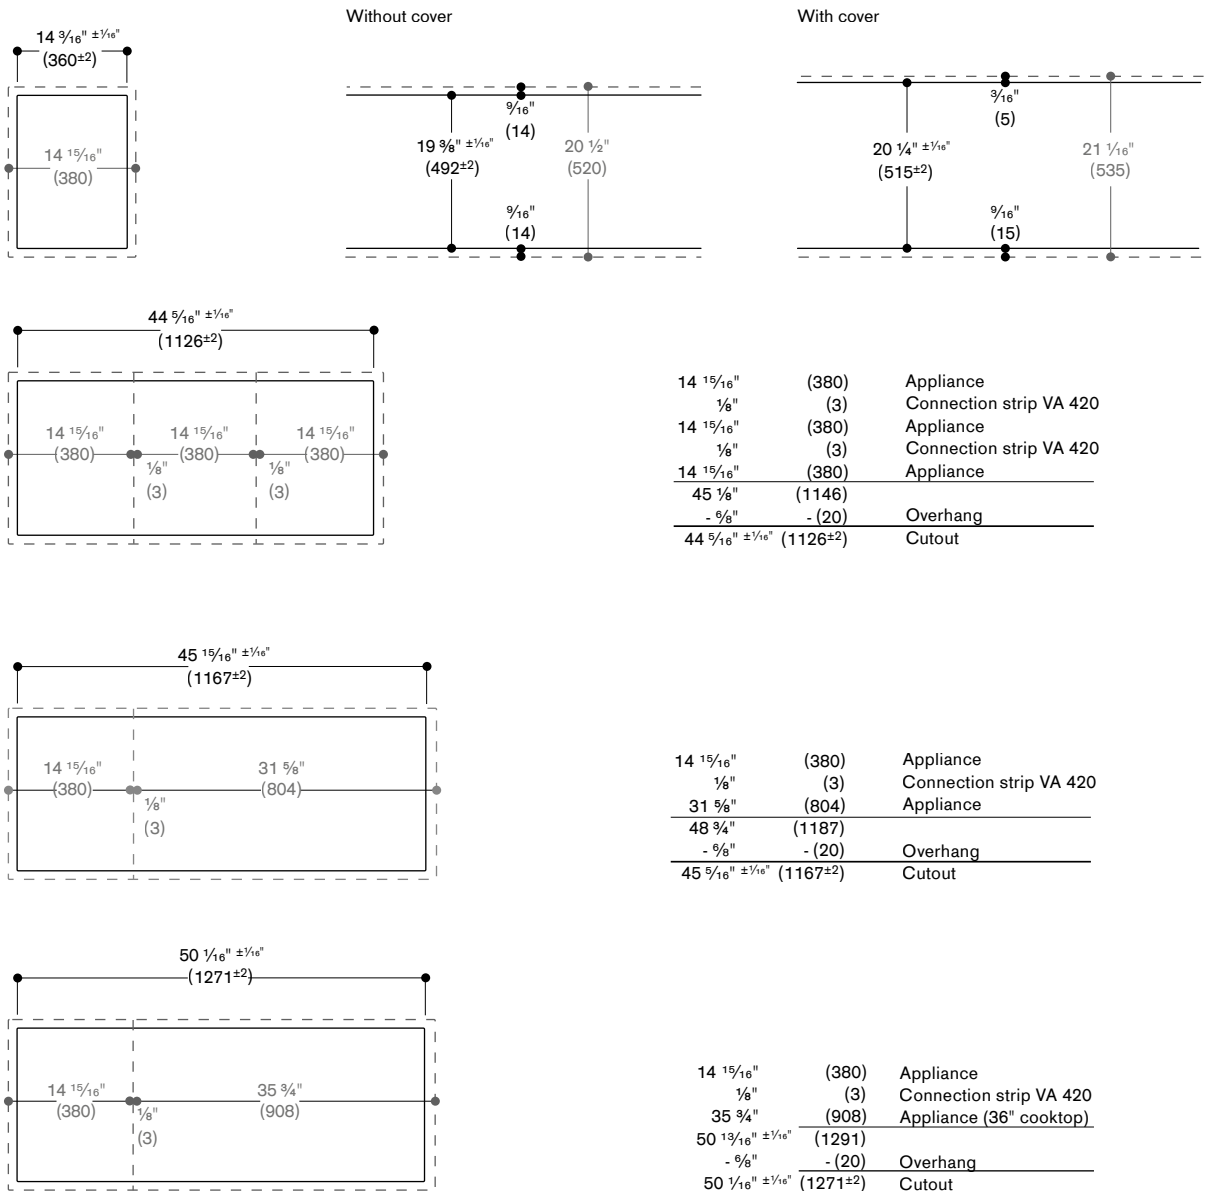 Without cover
With cover
14 3/16" ±1/16"
(360±2)
14 15/16"
(380)
9/16"
(14)
19 3/8" ±1/16"
(492±2)
20 1/2"
(520)
9/16"
(14)
3/16"
(5)
20 1/4" ±1/16"
(515±2)
21 1/16"
(535)
9/16"
(15)
44 5/16" ±1/16"
(1126±2)
14 15/16"
(380)
1/8"
(3)
14 15/16"
(380)
1/8"
(3)
14 15/16"
(380)
14 15/16" (380) Appliance
1/8" (3) Connection strip VA 420
14 15/16" (380) Appliance
1/8" (3) Connection strip VA 420
14 15/16" (380) Appliance
45 1/8" (1146)
- 6/8" - (20) Overhang
44 5/16" ±1/16" (1126±2) Cutout
45 15/16" ±1/16"
(1167±2)
14 15/16"
(380)
1/8"
(3)
31 5/8"
(804)
14 15/16" (380) Appliance
1/8" (3) Connection strip VA 420
31 5/8" (804) Appliance
48 3/4" (1187)
- 6/8" - (20) Overhang
45 5/16" ±1/16" (1167±2) Cutout
50 1/16" ±1/16"
(1271±2)
14 15/16"
(380)
1/8"
(3)
35 3/4"
(908)
14 15/16" (380) Appliance
1/8" (3) Connection strip VA 420
35 3/4" (908) Appliance (36" cooktop)
50 13/16" ±1/16" (1291)
- 6/8" - (20) Overhang
50 1/16" ±1/16" (1271±2) Cutout